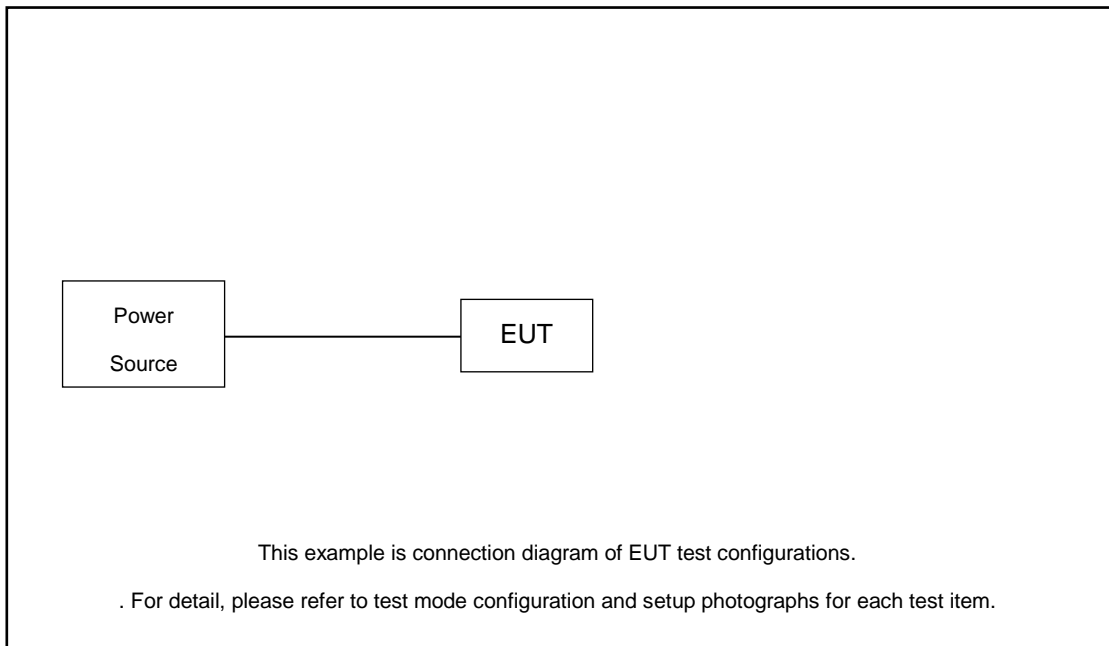 Power
Source
EUT
This example is connection diagram of EUT test configurations.
. For detail, please refer to test mode configuration and setup photographs for each test item.